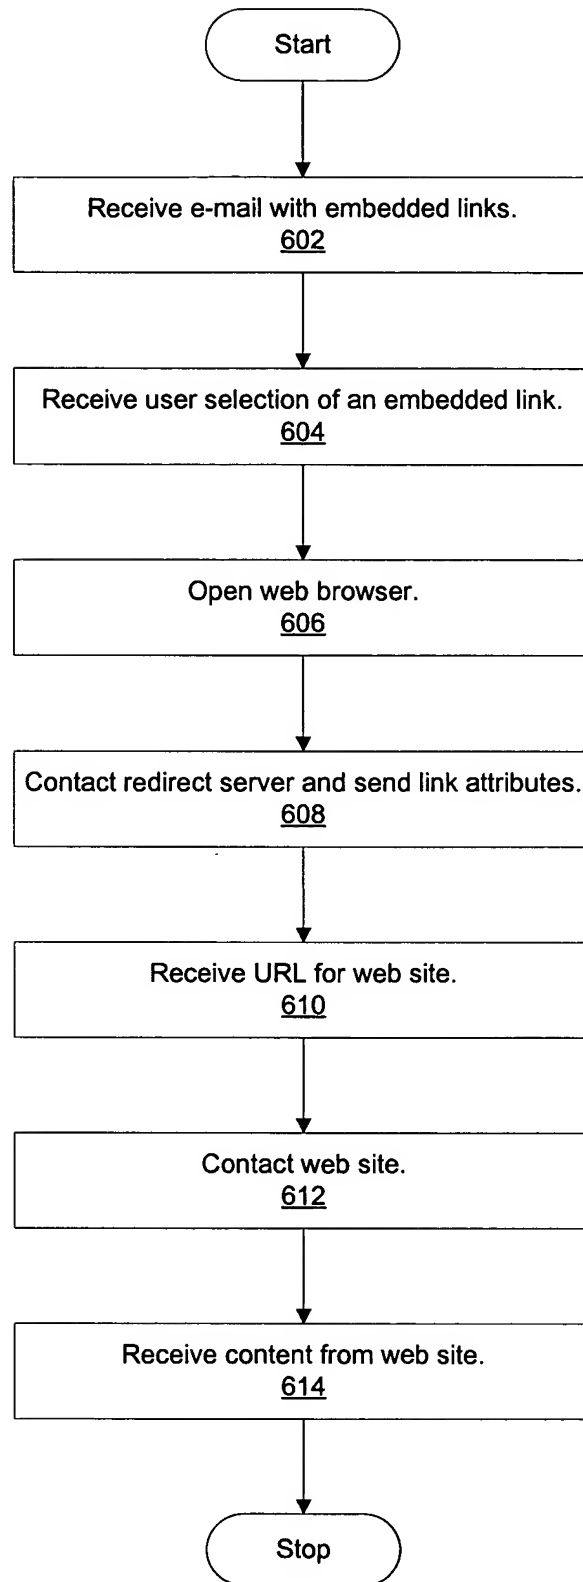 Start
Receive e-mail with embedded links.
602
Receive user selection of an embedded link.
604
Open web browser.
606
Contact redirect server and send link attributes.
608
Receive URL for web site.
610
Contact web site.
612
Receive content from web site.
614
Stop